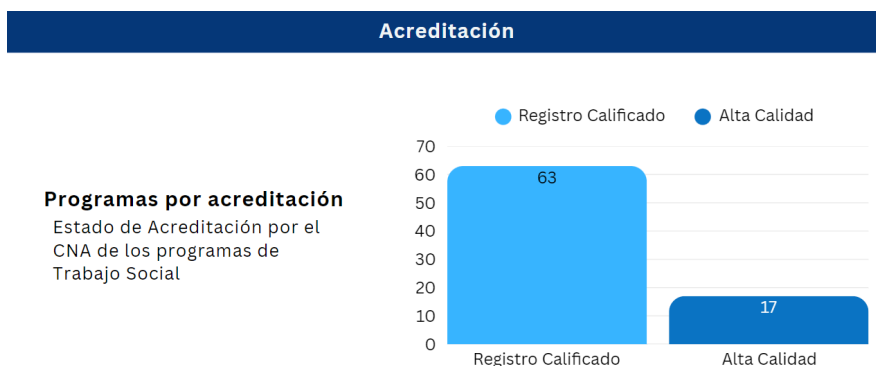 Acreditación
Programas por acreditación
Estado de Acreditación por el
CNA de los programas de
Trabajo Social
Registro Calificado
Alta Calidad
70
60
50
40
30
20
10
0
63
17
Registro Calificado
Alta Calidad